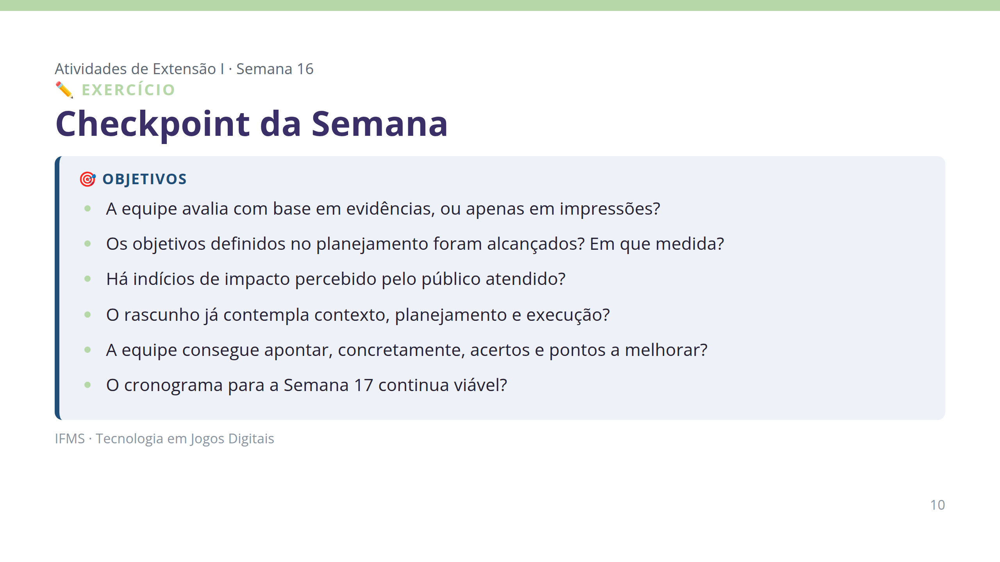 Atividades de Extensão I · Semana 16
✏️ EXERCÍCIO
Checkpoint da Semana
🎯 OBJETIVOS
• A equipe avalia com base em evidências, ou apenas em impressões?
• Os objetivos definidos no planejamento foram alcançados? Em que medida?
• Há indícios de impacto percebido pelo público atendido?
• O rascunho já contempla contexto, planejamento e execução?
• A equipe consegue apontar, concretamente, acertos e pontos a melhorar?
• O cronograma para a Semana 17 continua viável?
IFMS · Tecnologia em Jogos Digitais
10